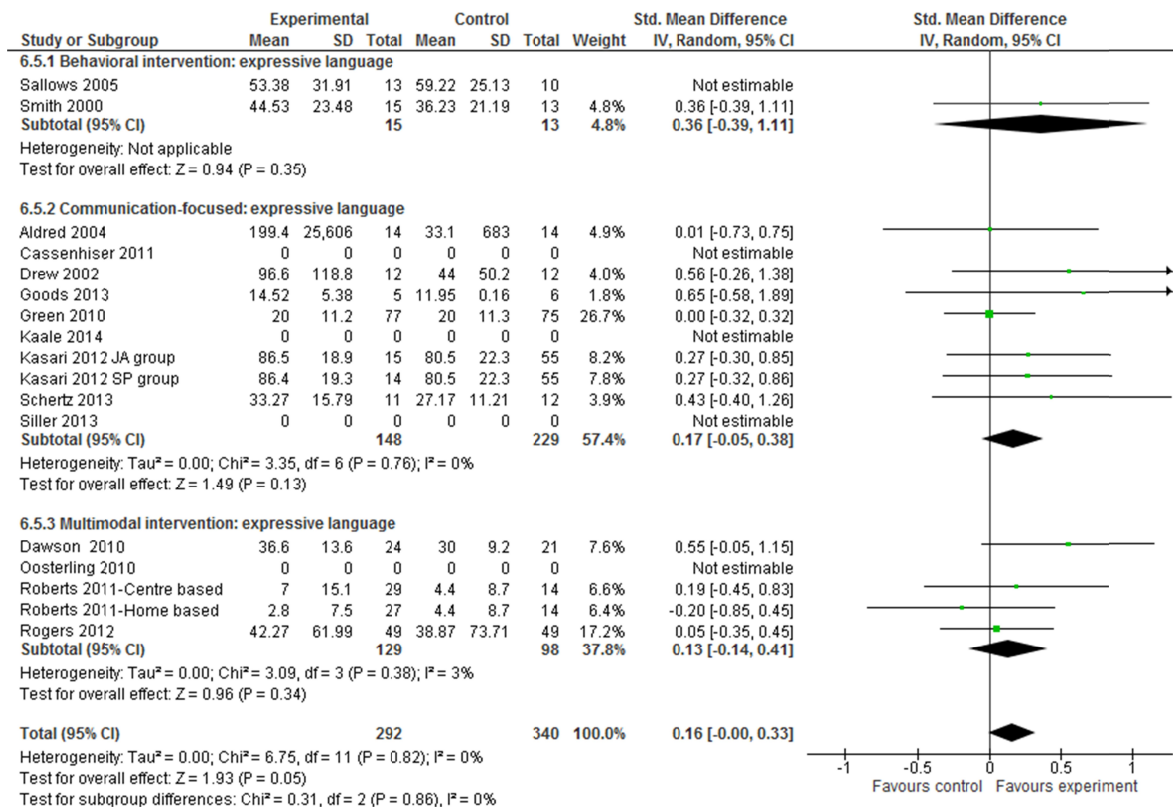 Experimental Control Std. Mean Difference Std. Mean Difference
Study or Subgroup Mean SD Total Mean SD Total Weight IV, Random, 95% CI IV, Random, 95% CI
6.5.1 Behavioral intervention: expressive language
Sallows 2005 53.38 31.91 13 59.22 25.13 10 Not estimable
Smith 2000 44.53 23.48 15 36.23 21.19 13 4.8% 0.36 [-0.39, 1.11]
Subtotal (95% CI) 15 13 4.8% 0.36 [-0.39, 1.11]
Heterogeneity: Not applicable
Test for overall effect: Z = 0.94 (P = 0.35)
6.5.2 Communication-focused: expressive language
Aldred 2004 199.4 25,606 14 33.1 683 14 4.9% 0.01 [-0.73, 0.75]
Cassenhiser 2011 0 0 0 0 0 0 Not estimable
Drew 2002 96.6 118.8 12 44 50.2 12 4.0% 0.56 [-0.26, 1.38]
Goods 2013 14.52 5.38 5 11.95 0.16 6 1.8% 0.65 [-0.58, 1.89]
Green 2010 20 11.2 77 20 11.3 75 26.7% 0.00 [-0.32, 0.32]
Kaale 2014 0 0 0 0 0 0 Not estimable
Kasari 2012 JA group 86.5 18.9 15 80.5 22.3 55 8.2% 0.27 [-0.30, 0.85]
Kasari 2012 SP group 86.4 19.3 14 80.5 22.3 55 7.8% 0.27 [-0.32, 0.86]
Schertz 2013 33.27 15.79 11 27.17 11.21 12 3.9% 0.43 [-0.40, 1.26]
Siller 2013 0 0 0 0 0 0 Not estimable
Subtotal (95% CI) 148 229 57.4% 0.17 [-0.05, 0.38]
Heterogeneity: Tau² = 0.00; Chi² = 3.35, df = 6 (P = 0.76); I² = 0%
Test for overall effect: Z = 1.49 (P = 0.13)
6.5.3 Multimodal intervention: expressive language
Dawson 2010 36.6 13.6 24 30 9.2 21 7.6% 0.55 [-0.05, 1.15]
Oosterling 2010 0 0 0 0 0 0 Not estimable
Roberts 2011-Centre based 7 15.1 29 4.4 8.7 14 6.6% 0.19 [-0.45, 0.83]
Roberts 2011-Home based 2.8 7.5 27 4.4 8.7 14 6.4% -0.20 [-0.85, 0.45]
Rogers 2012 42.27 61.99 49 38.87 73.71 49 17.2% 0.05 [-0.35, 0.45]
Subtotal (95% CI) 129 98 37.8% 0.13 [-0.14, 0.41]
Heterogeneity: Tau² = 0.00; Chi² = 3.09, df = 3 (P = 0.38); I² = 3%
Test for overall effect: Z = 0.96 (P = 0.34)
Total (95% CI) 292 340 100.0% 0.16 [-0.00, 0.33]
Heterogeneity: Tau² = 0.00; Chi² = 6.75, df = 11 (P = 0.82); I² = 0%
Test for overall effect: Z = 1.93 (P = 0.05)
Test for subgroup differences: Chi² = 0.31, df = 2 (P = 0.86), I² = 0%
-1 -0.5 0 0.5 1
Favours control Favours experiment